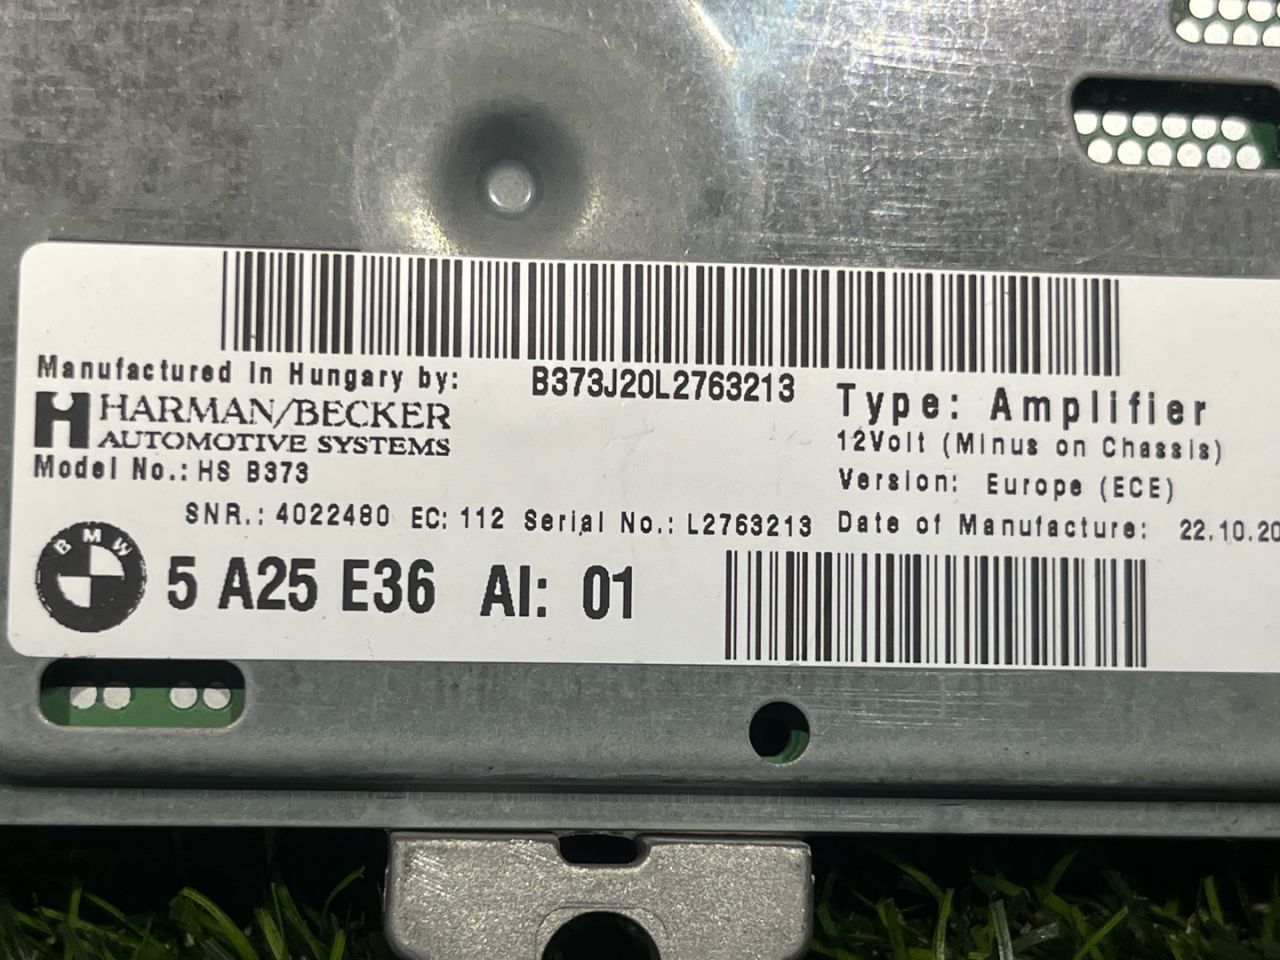 B373J20L2763213
Manufactured in Hungary by:
HARMAN/BECKER
AUTOMOTIVE SYSTEMS
Model No.: HS B373
Type: Amplifier
12Volt (Minus on Chassis)
Version: Europe (ECE)
SNR.: 4022480 EC: 112 Serial No.: L2763213 Date of Manufacture: 22.10.20
BMW
5 A25 E36 AI: 01